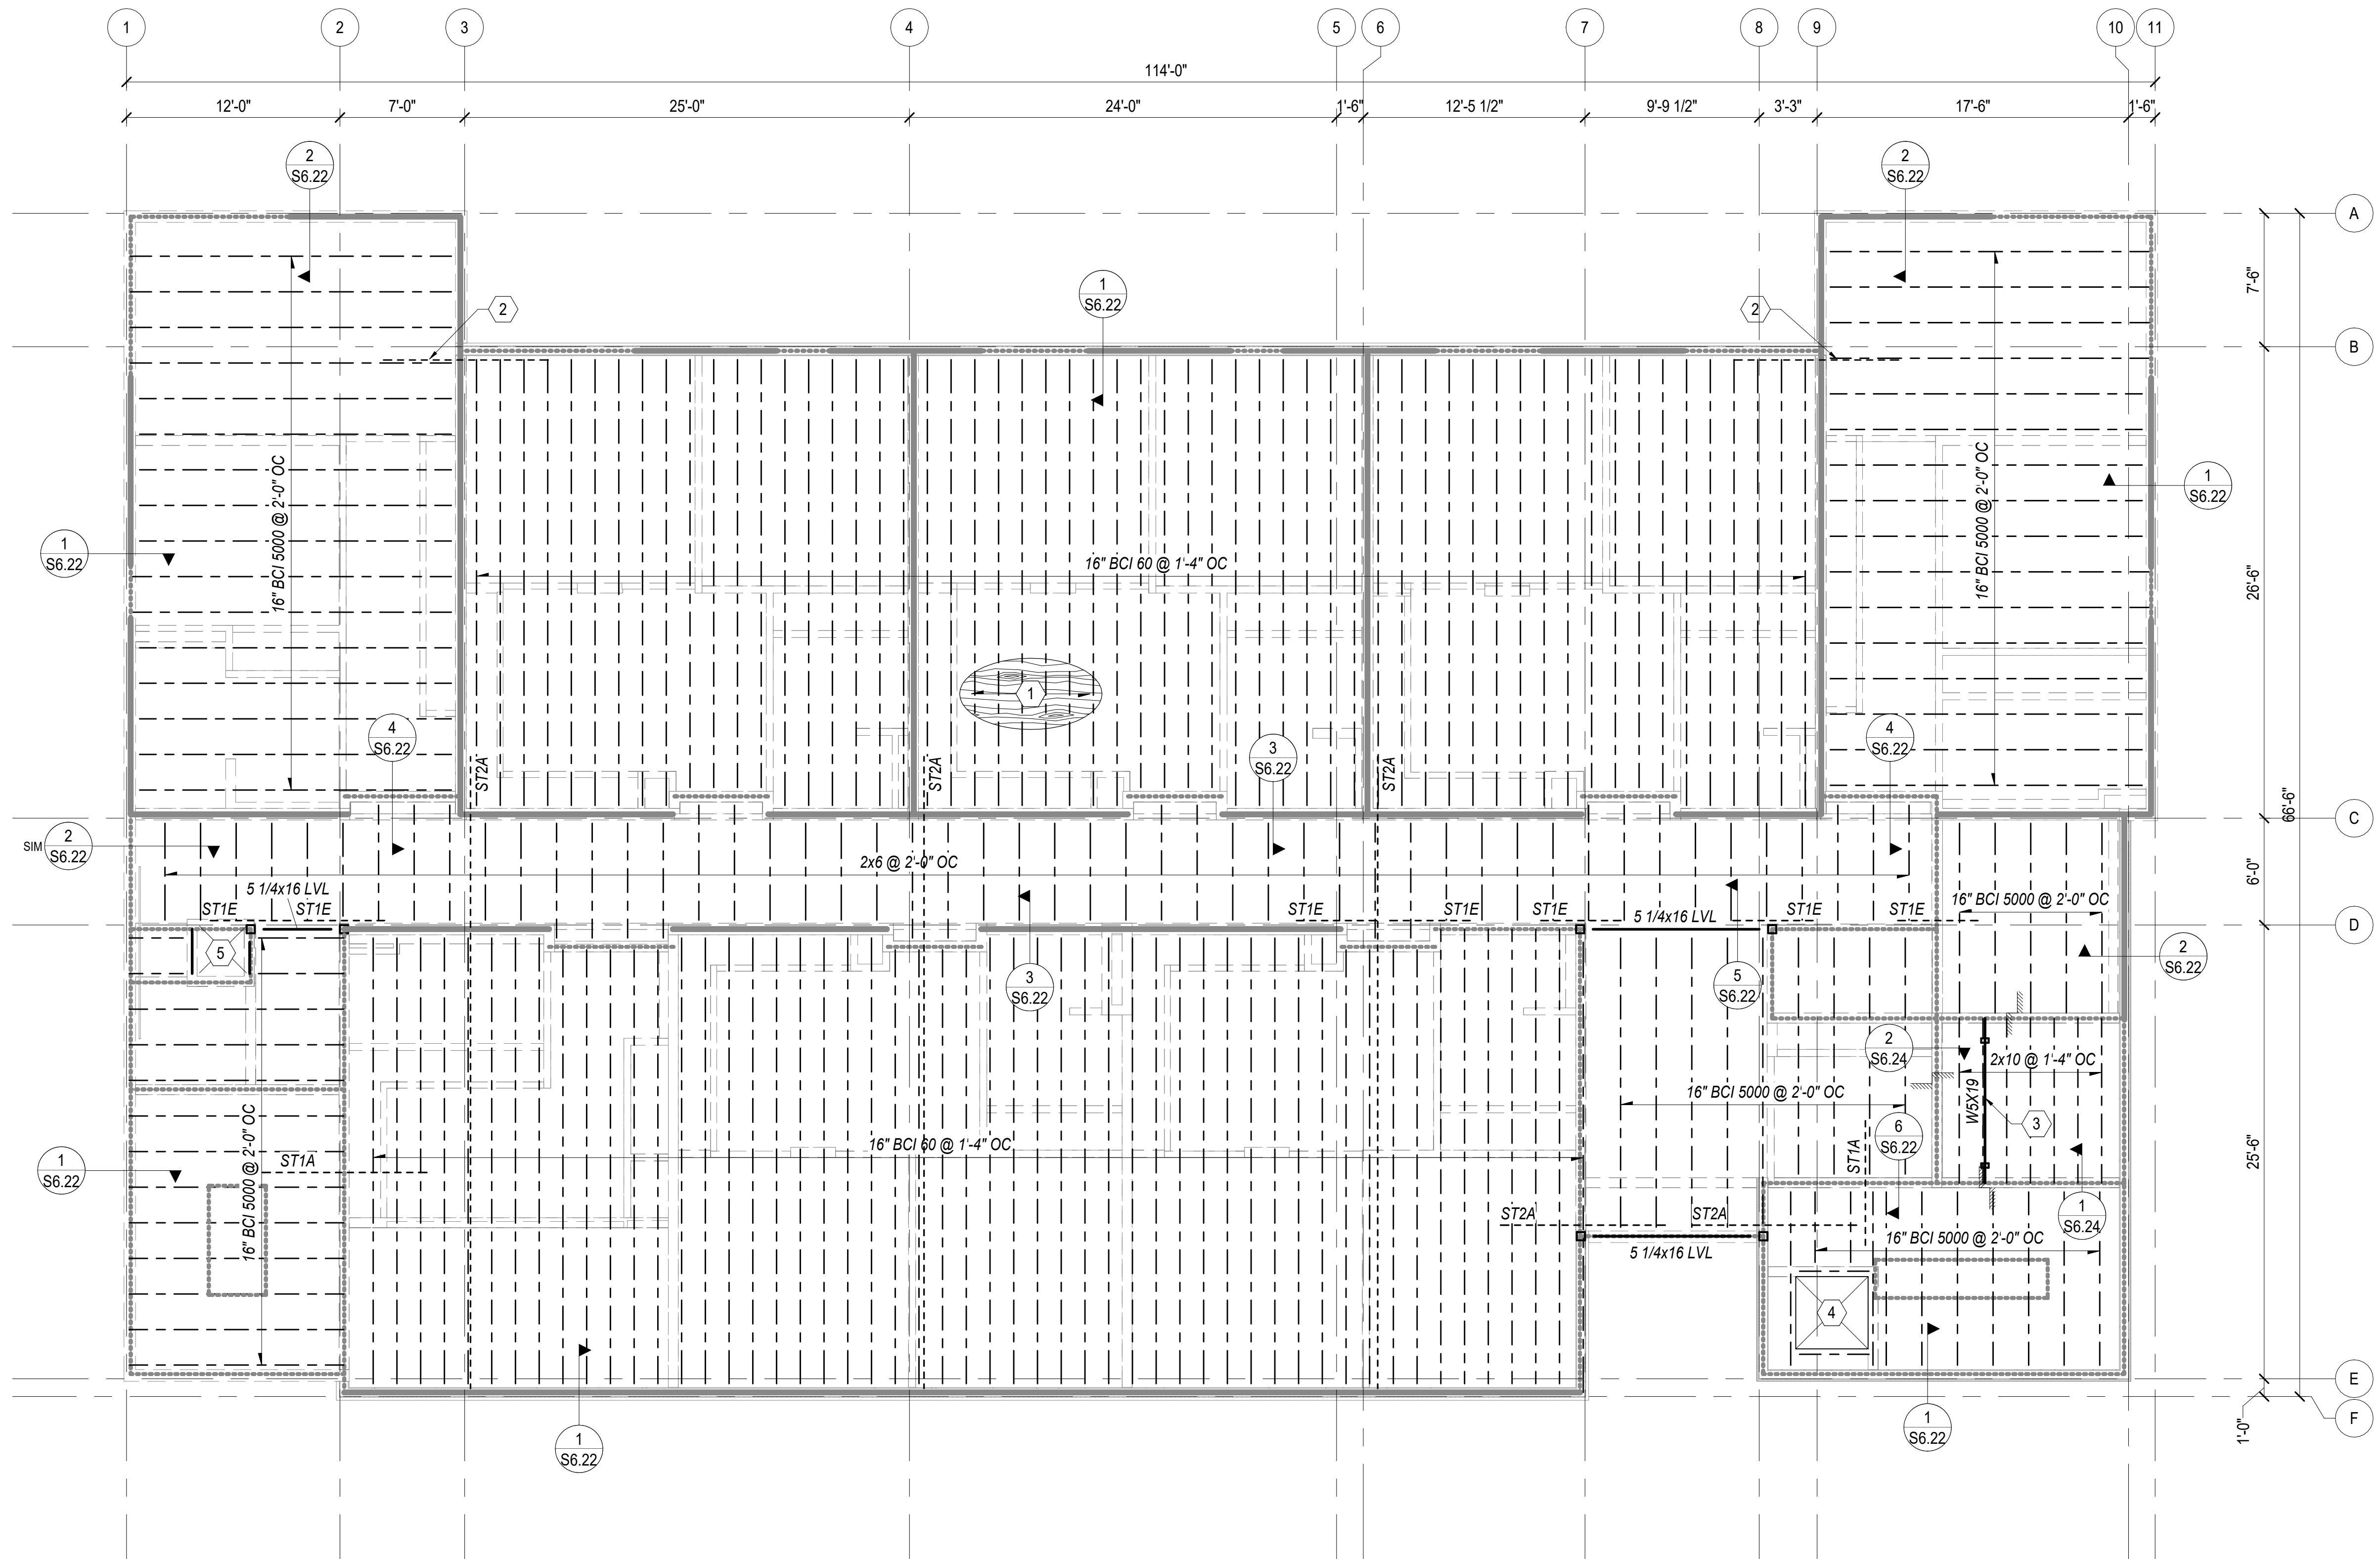 1 2 3 4 5 6 7 8 9 10 11
114'-0"
12'-0" 7'-0" 25'-0" 24'-0" 1'-6" 12'-5 1/2" 9'-9 1/2" 3'-3" 17'-6" 1'-6"
2
S6.22
2
S6.22
A
7'-6"
1
S6.22
2
2
B
1
S6.22
16" BCI 5000 @ 2'-0" OC
16" BCI 60 @ 1'-4" OC
16" BCI 5000 @ 2'-0" OC
1
S6.22
26'-6"
66'-6"
1
4
S6.22
ST2A
ST2A
3
S6.22
ST2A
4
S6.22
C
SIM
2
S6.22
2x6 @ 2'-0" OC
6'-0"
5 1/4x16 LVL
ST1E
ST1E
ST1E
ST1E
ST1E
5 1/4x16 LVL
ST1E
ST1E
16" BCI 5000 @ 2'-0" OC
D
5
3
S6.22
5
S6.22
2
S6.22
2
S6.24
2x10 @ 1'-4" OC
W5X19
3
16" BCI 5000 @ 2'-0" OC
16" BCI 60 @ 1'-4" OC
6
S6.22
25'-6"
1
S6.22
ST1A
16" BCI 5000 @ 2'-0" OC
ST1A
ST2A
ST2A
1
S6.24
5 1/4x16 LVL
16" BCI 5000 @ 2'-0" OC
4
E
F
1'-0"
1
S6.22
1
S6.22